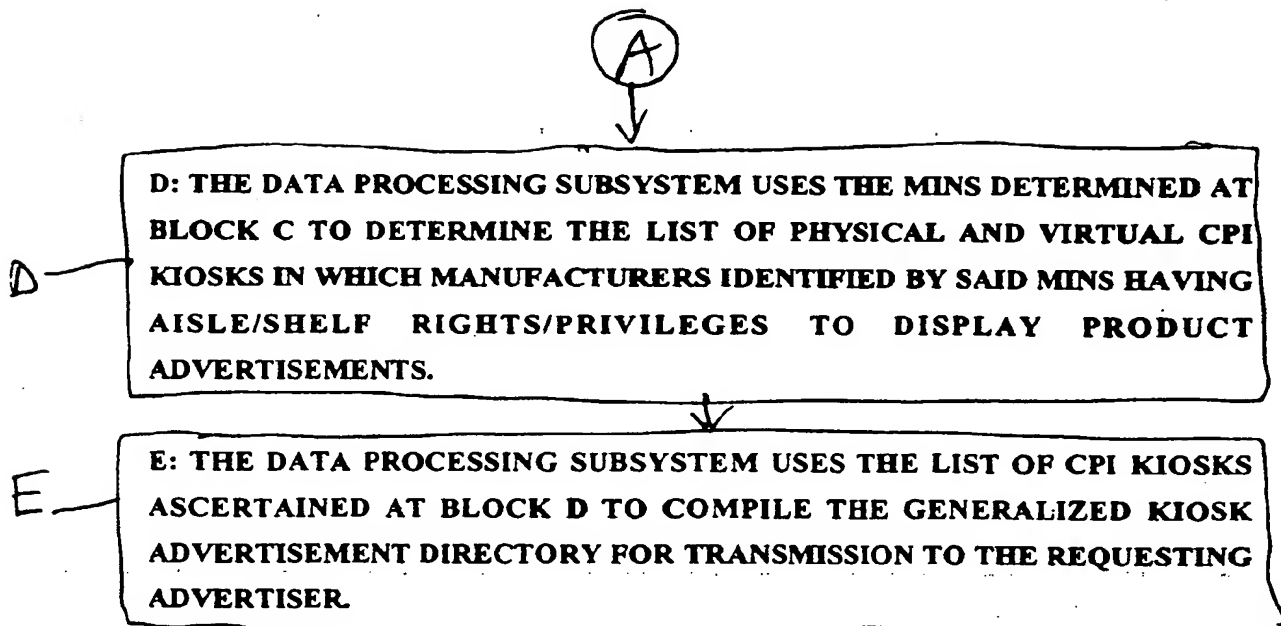 A
D: THE DATA PROCESSING SUBSYSTEM USES THE MINS DETERMINED AT
BLOCK C TO DETERMINE THE LIST OF PHYSICAL AND VIRTUAL CPI
KIOSKS IN WHICH MANUFACTURERS IDENTIFIED BY SAID MINS HAVING
AISLE/SHELF RIGHTS/PRIVILEGES TO DISPLAY PRODUCT
ADVERTISEMENTS.
D
E: THE DATA PROCESSING SUBSYSTEM USES THE LIST OF CPI KIOSKS
ASCERTAINED AT BLOCK D TO COMPILE THE GENERALIZED KIOSK
ADVERTISEMENT DIRECTORY FOR TRANSMISSION TO THE REQUESTING
ADVERTISER.
E